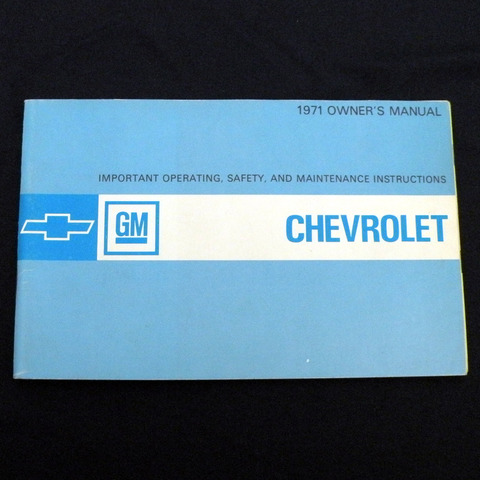 1971 OWNER'S MANUAL
IMPORTANT OPERATING, SAFETY, AND MAINTENANCE INSTRUCTIONS
GM
CHEVROLET